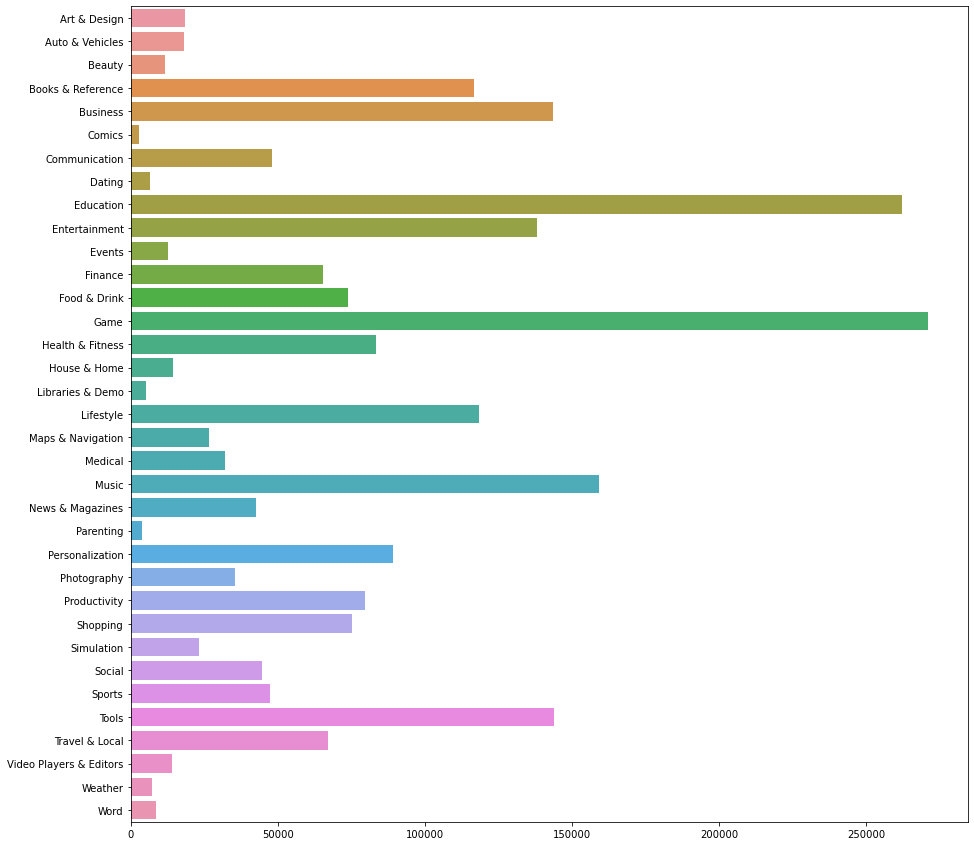 Art & Design
Auto & Vehicles
Beauty
Books & Reference
Business
Comics
Communication
Dating
Education
Entertainment
Events
Finance
Food & Drink
Game
Health & Fitness
House & Home
Libraries & Demo
Lifestyle
Maps & Navigation
Medical
Music
News & Magazines
Parenting
Personalization
Photography
Productivity
Shopping
Simulation
Social
Sports
Tools
Travel & Local
Video Players & Editors
Weather
Word
0 50000 100000 150000 200000 250000